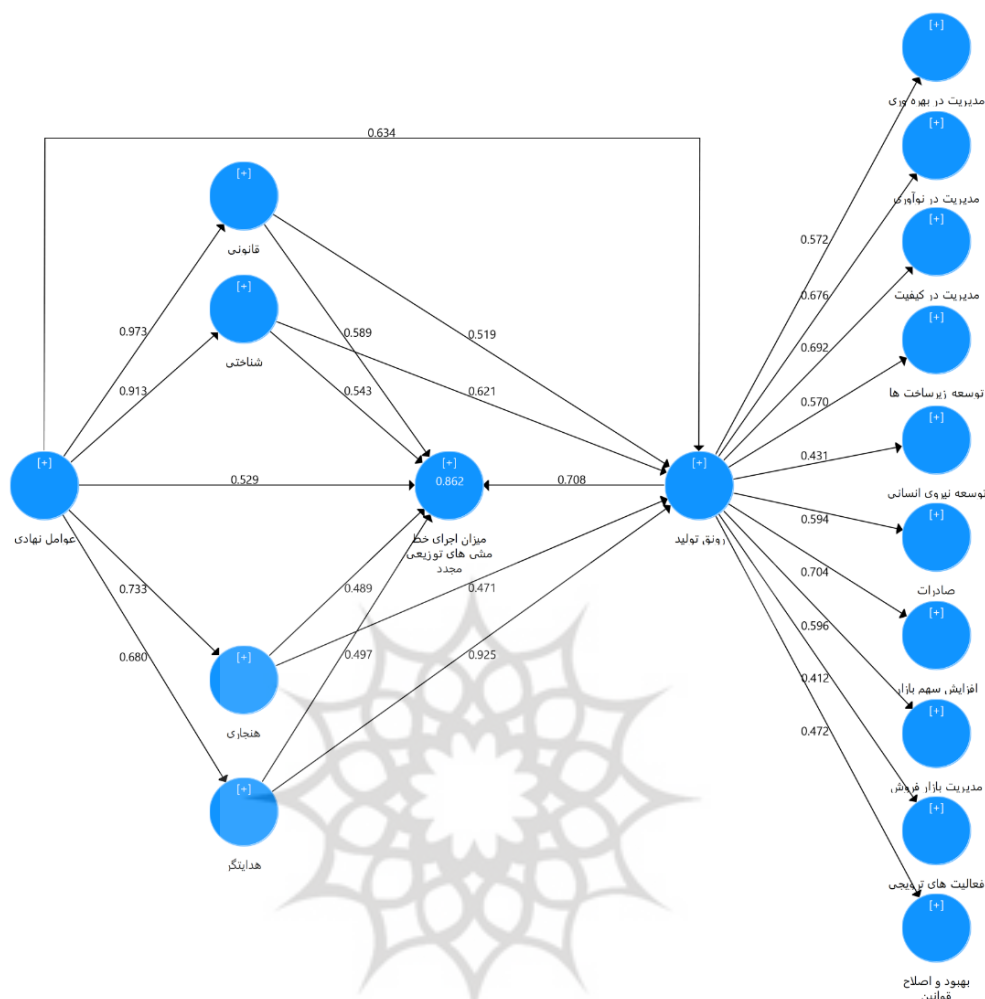 [+]
مدیریت در بهره وری
[+]
مدیریت در نوآوری
[+]
مدیریت در کیفیت
[+]
توسعه زیرساخت ها
[+]
توسعه نیروی انسانی
[+]
صادرات
[+]
افزایش سهم بازار
[+]
مدیریت بازار فروش
[+]
فعالیت های ترویجی
[+]
بهبود و اصلاح
قوانین
0.572
0.676
0.692
0.570
0.431
0.594
0.704
0.596
0.412
0.472
0.634
[+]
رونق تولید
0.708
0.519
0.621
0.471
0.925
[+]
0.862
میزان اجرای خط
مشی های توزیعی
مجدد
0.589
0.543
0.529
0.489
0.497
[+]
قانونی
[+]
شناختی
[+]
هنجاری
[+]
هدایتگر
0.973
0.913
0.733
0.680
[+]
عوامل نهادی